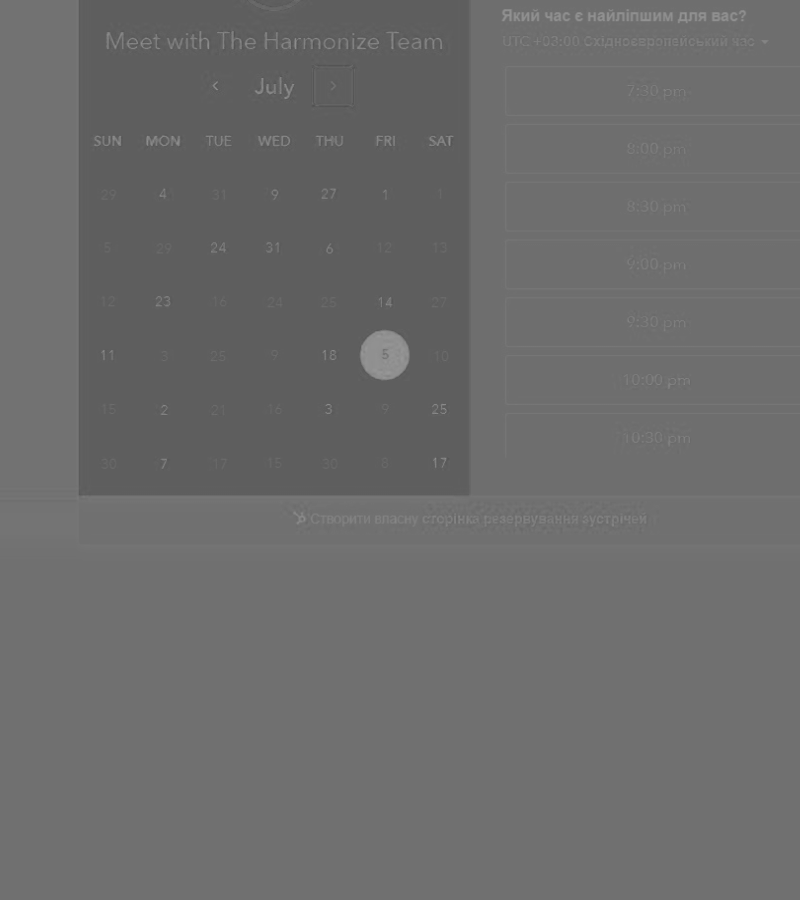 Meet with The Harmonize Team
July
SUN MON TUE WED THU FRI SAT
29 4 31 9 27 1 1
5 29 24 31 6 12 13
12 23 16 24 25 14 27
11 3 25 9 18 5 10
15 2 21 16 3 9 25
30 7 17 15 30 8 17
Який час є найліпшим для вас?
UTC +03:00 Східноєвропейський час
7:30 pm
8:00 pm
8:30 pm
9:00 pm
9:30 pm
10:00 pm
10:30 pm
Створити власну сторінка резервування зустрічей